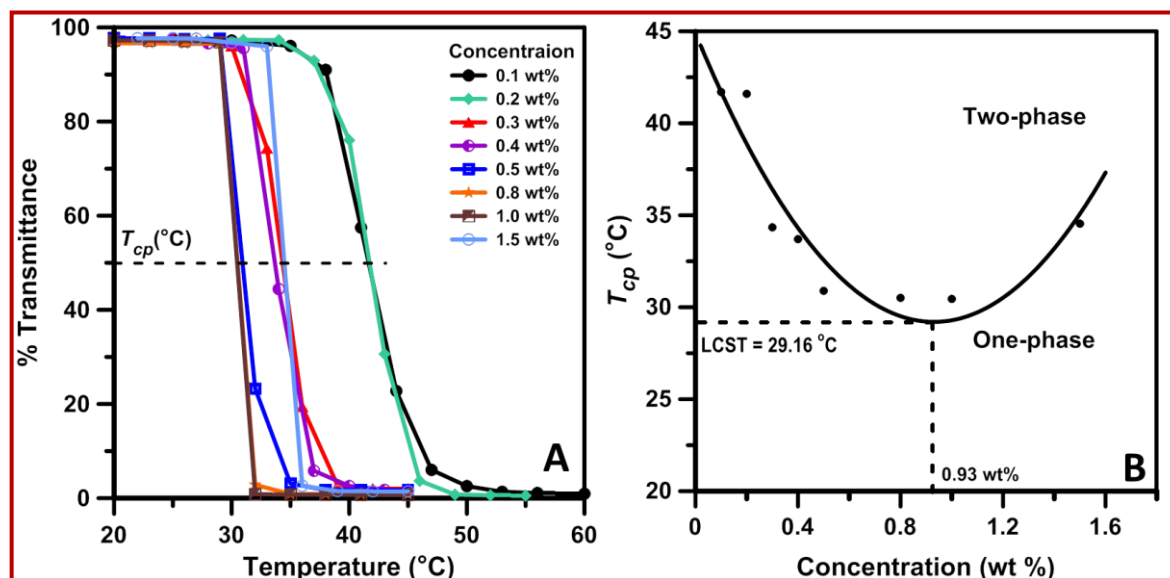 100
80
60
40
20
0
% Transmittance
20
30
40
50
60
Temperature (°C)
Concentraion
0.1 wt%
0.2 wt%
0.3 wt%
0.4 wt%
0.5 wt%
0.8 wt%
1.0 wt%
1.5 wt%
Tcp(°C)
A
45
40
35
30
25
20
Tcp (°C)
0
0.4
0.8
1.2
1.6
Concentration (wt %)
Two-phase
One-phase
LCST = 29.16 °C
0.93 wt%
B